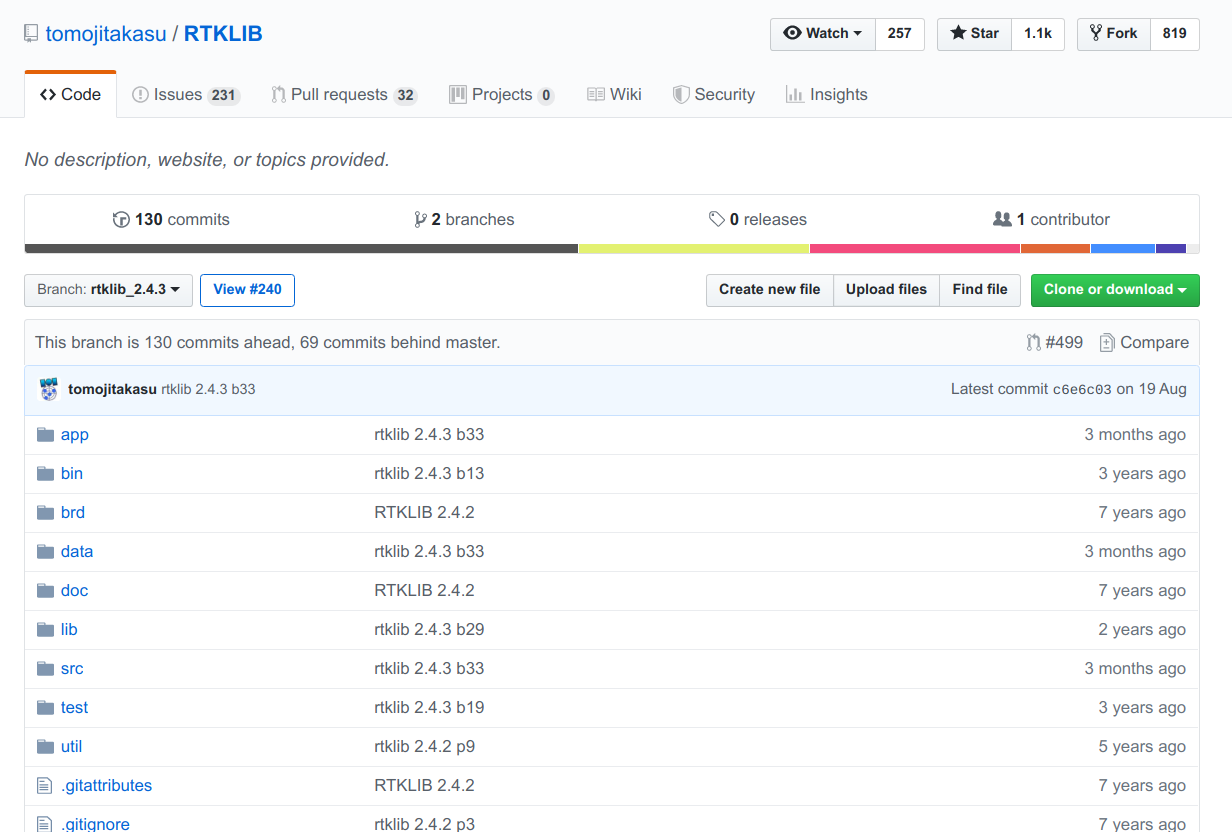 tomojitakasu / RTKLIB
Watch 257 Star 1.1k Fork 819
Code Issues 231 Pull requests 32 Projects 0 Wiki Security Insights
No description, website, or topics provided.
130 commits 2 branches 0 releases 1 contributor
Branch: rtklib_2.4.3 View #240 Create new file Upload files Find file Clone or download
This branch is 130 commits ahead, 69 commits behind master. #499 Compare
tomojitakasu rtklib 2.4.3 b33 Latest commit c6e6c03 on 19 Aug
app rtklib 2.4.3 b33 3 months ago
bin rtklib 2.4.3 b13 3 years ago
brd RTKLIB 2.4.2 7 years ago
data rtklib 2.4.3 b33 3 months ago
doc RTKLIB 2.4.2 7 years ago
lib rtklib 2.4.3 b29 2 years ago
src rtklib 2.4.3 b33 3 months ago
test rtklib 2.4.3 b19 3 years ago
util rtklib 2.4.2 p9 5 years ago
.gitattributes RTKLIB 2.4.2 7 years ago
.gitignore rtklib 2.4.2 p3 7 years ago